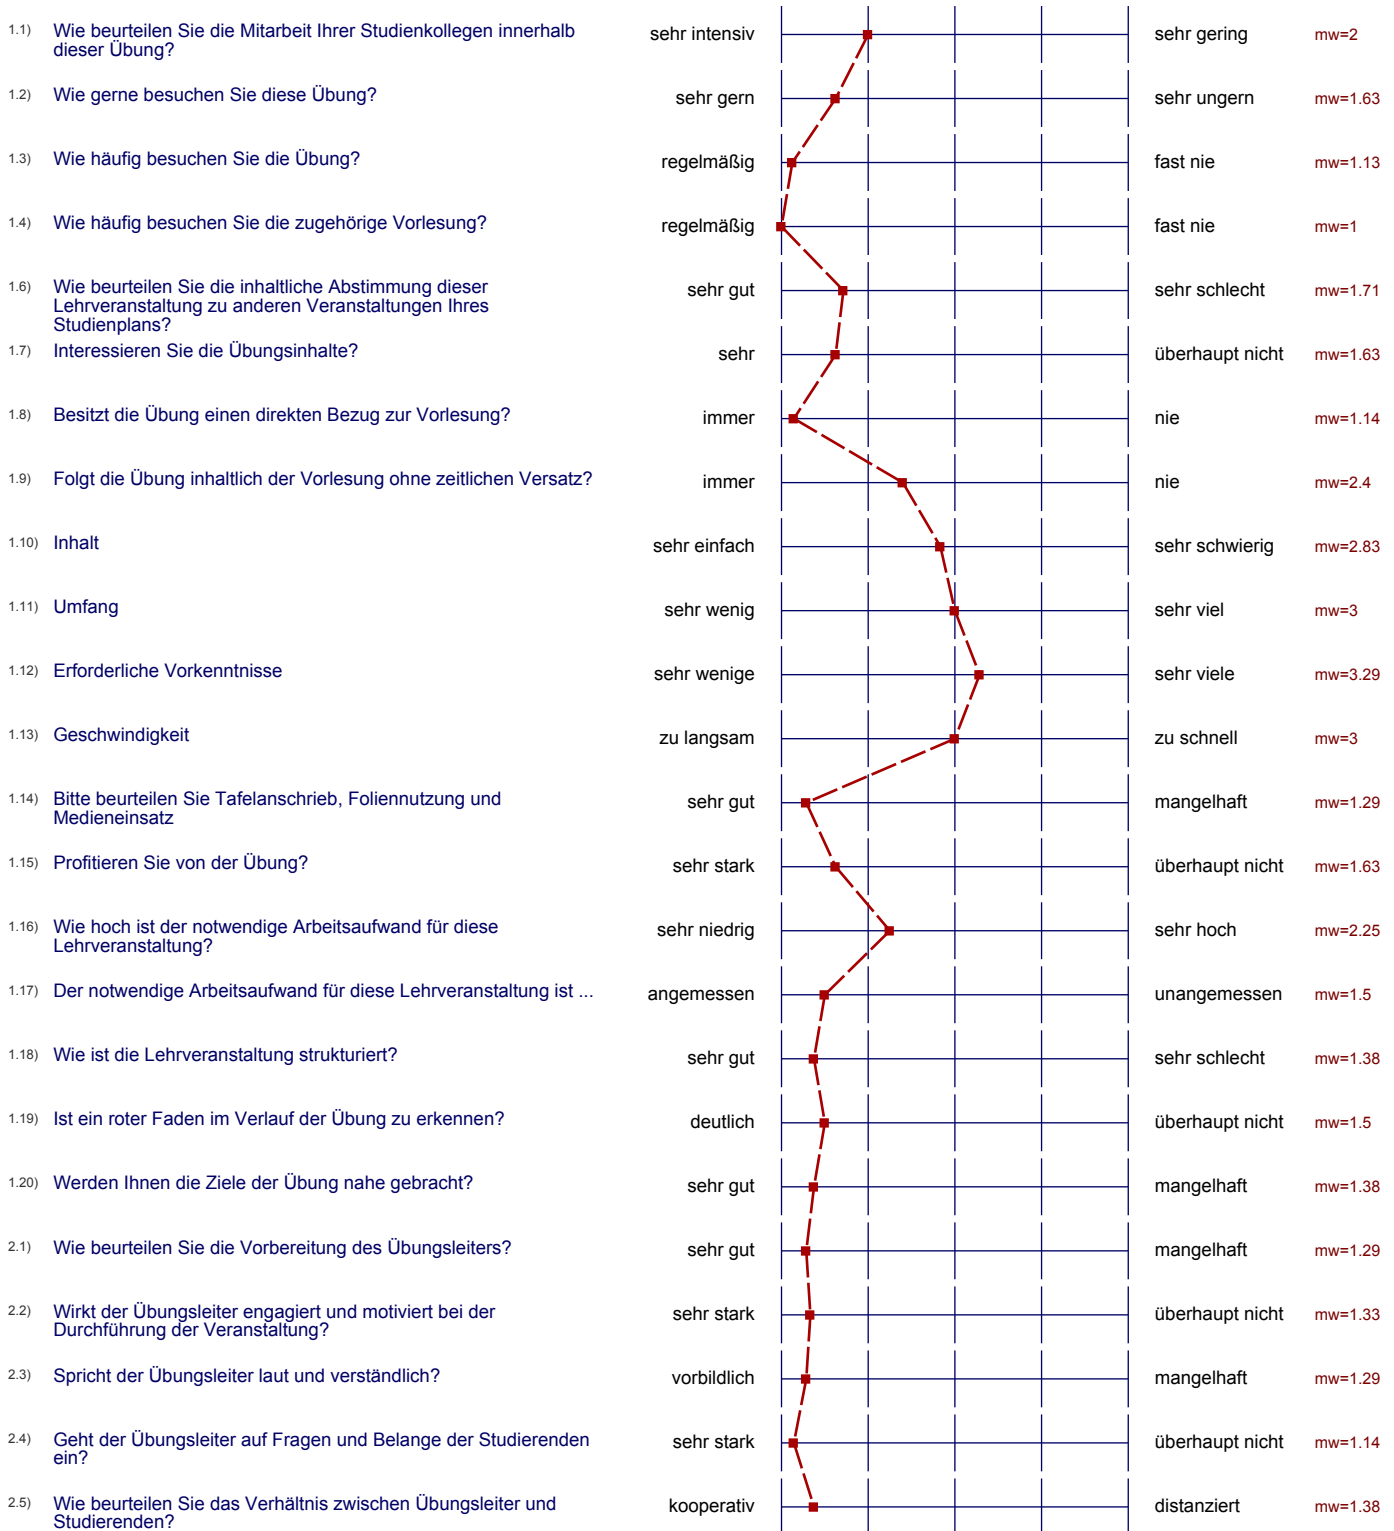 1.1) Wie beurteilen Sie die Mitarbeit Ihrer Studienkollegen innerhalb sehr intensiv sehr gering mw=2
dieser Übung?
1.2) Wie gerne besuchen Sie diese Übung? sehr gern sehr ungern mw=1.63
1.3) Wie häufig besuchen Sie die Übung? regelmäßig fast nie mw=1.13
1.4) Wie häufig besuchen Sie die zugehörige Vorlesung? regelmäßig fast nie mw=1
1.6) Wie beurteilen Sie die inhaltliche Abstimmung dieser sehr gut sehr schlecht mw=1.71
Lehrveranstaltung zu anderen Veranstaltungen Ihres
Studienplans?
1.7) Interessieren Sie die Übungsinhalte? sehr überhaupt nicht mw=1.63
1.8) Besitzt die Übung einen direkten Bezug zur Vorlesung? immer nie mw=1.14
1.9) Folgt die Übung inhaltlich der Vorlesung ohne zeitlichen Versatz? immer nie mw=2.4
1.10) Inhalt sehr einfach sehr schwierig mw=2.83
1.11) Umfang sehr wenig sehr viel mw=3
1.12) Erforderliche Vorkenntnisse sehr wenige sehr viele mw=3.29
1.13) Geschwindigkeit zu langsam zu schnell mw=3
1.14) Bitte beurteilen Sie Tafelanschrieb, Foliennutzung und sehr gut mangelhaft mw=1.29
Medieneinsatz
1.15) Profitieren Sie von der Übung? sehr stark überhaupt nicht mw=1.63
1.16) Wie hoch ist der notwendige Arbeitsaufwand für diese sehr niedrig sehr hoch mw=2.25
Lehrveranstaltung?
1.17) Der notwendige Arbeitsaufwand für diese Lehrveranstaltung ist ... angemessen unangemessen mw=1.5
1.18) Wie ist die Lehrveranstaltung strukturiert? sehr gut sehr schlecht mw=1.38
1.19) Ist ein roter Faden im Verlauf der Übung zu erkennen? deutlich überhaupt nicht mw=1.5
1.20) Werden Ihnen die Ziele der Übung nahe gebracht? sehr gut mangelhaft mw=1.38
2.1) Wie beurteilen Sie die Vorbereitung des Übungsleiters? sehr gut mangelhaft mw=1.29
2.2) Wirkt der Übungsleiter engagiert und motiviert bei der sehr stark überhaupt nicht mw=1.33
Durchführung der Veranstaltung?
2.3) Spricht der Übungsleiter laut und verständlich? vorbildlich mangelhaft mw=1.29
2.4) Geht der Übungsleiter auf Fragen und Belange der Studierenden sehr stark überhaupt nicht mw=1.14
ein?
2.5) Wie beurteilen Sie das Verhältnis zwischen Übungsleiter und kooperativ distanziert mw=1.38
Studierenden?